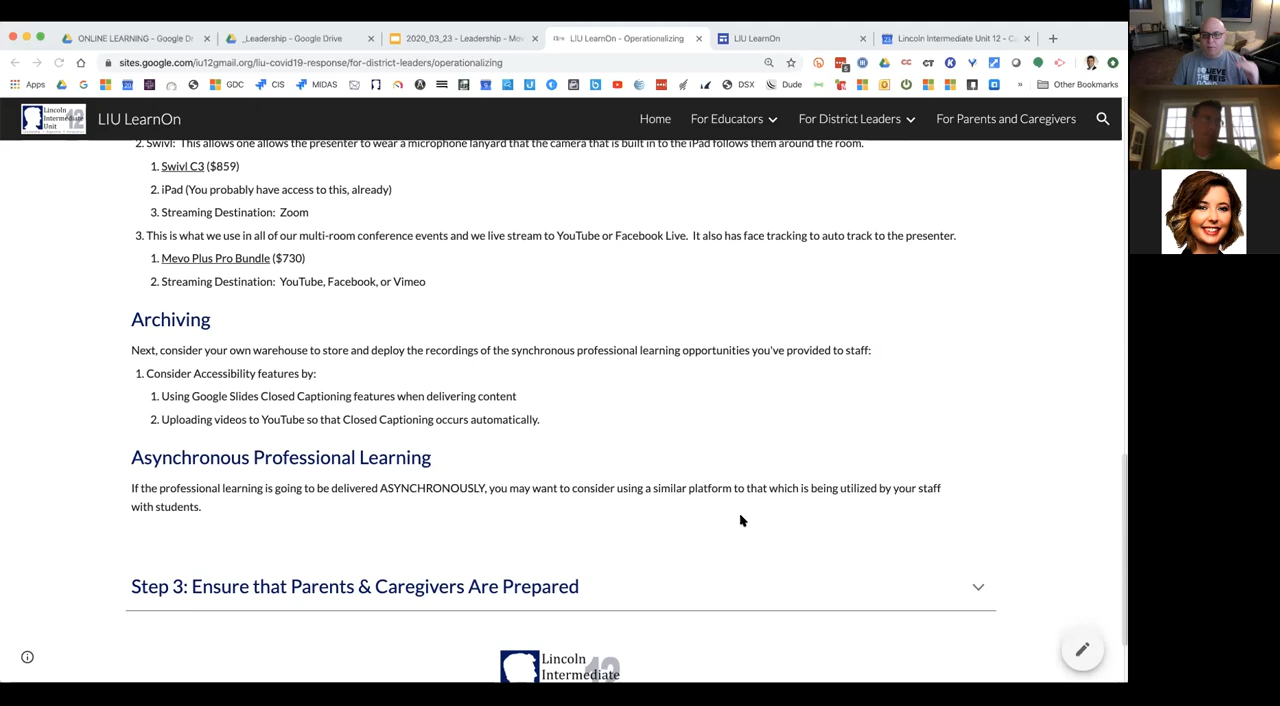 ONLINE LEARNING - Google Dr
_Leadership - Google Drive
2020_03_23 - Leadership - Mov
LIU LearnOn - Operationalizing
LIU LearnOn
Lincoln Intermediate Unit 12 - Ca
sites.google.com/iu12gmail.org/liu-covid19-response/for-district-leaders/operationalizing
Apps
GDC
CIS
MIDAS
DSX
Dude
Other Bookmarks
Lincoln
Intermediate
Unit
12
LIU LearnOn
Home
For Educators
For District Leaders
For Parents and Caregivers
2. Swivl: This allows one allows the presenter to wear a microphone lanyard that the camera that is built in to the iPad follows them around the room.
1. Swivl C3 ($859)
2. iPad (You probably have access to this, already)
3. Streaming Destination: Zoom
3. This is what we use in all of our multi-room conference events and we live stream to YouTube or Facebook Live. It also has face tracking to auto track to the presenter.
1. Mevo Plus Pro Bundle ($730)
2. Streaming Destination: YouTube, Facebook, or Vimeo
Archiving
Next, consider your own warehouse to store and deploy the recordings of the synchronous professional learning opportunities you've provided to staff:
1. Consider Accessibility features by:
1. Using Google Slides Closed Captioning features when delivering content
2. Uploading videos to YouTube so that Closed Captioning occurs automatically.
Asynchronous Professional Learning
If the professional learning is going to be delivered ASYNCHRONOUSLY, you may want to consider using a similar platform to that which is being utilized by your staff
with students.
Step 3: Ensure that Parents & Caregivers Are Prepared
Lincoln
Intermediate
12